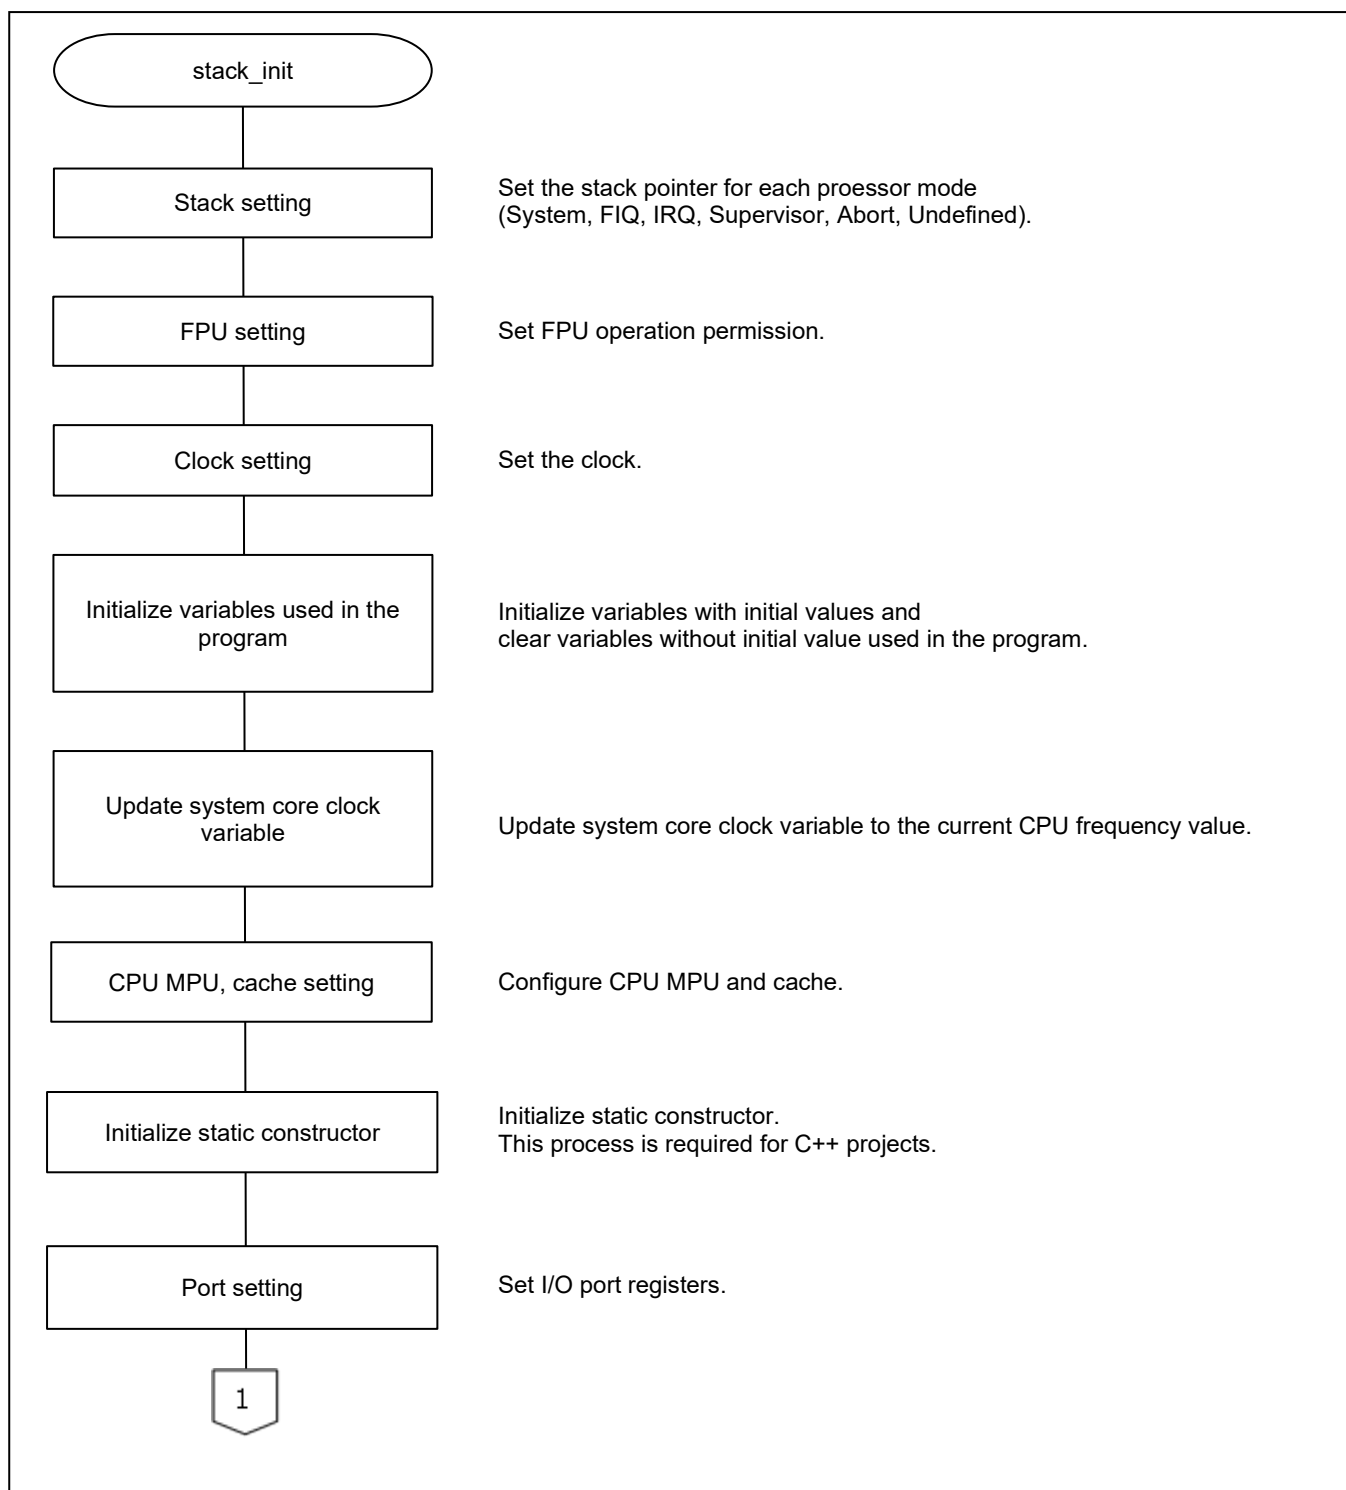 stack_init
Stack setting
Set the stack pointer for each proessor mode
(System, FIQ, IRQ, Supervisor, Abort, Undefined).
FPU setting
Set FPU operation permission.
Clock setting
Set the clock.
Initialize variables used in the
program
Initialize variables with initial values and
clear variables without initial value used in the program.
Update system core clock
variable
Update system core clock variable to the current CPU frequency value.
CPU MPU, cache setting
Configure CPU MPU and cache.
Initialize static constructor
Initialize static constructor.
This process is required for C++ projects.
Port setting
Set I/O port registers.
1